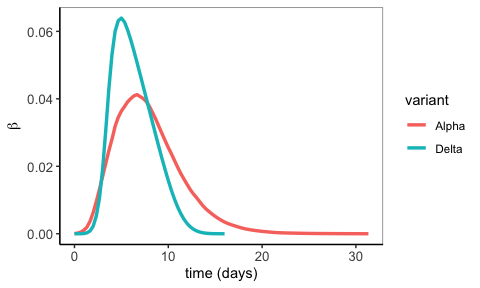 0.06
0.04
0.02
0.00
β
0 10 20 30
time (days)
variant
Alpha
Delta